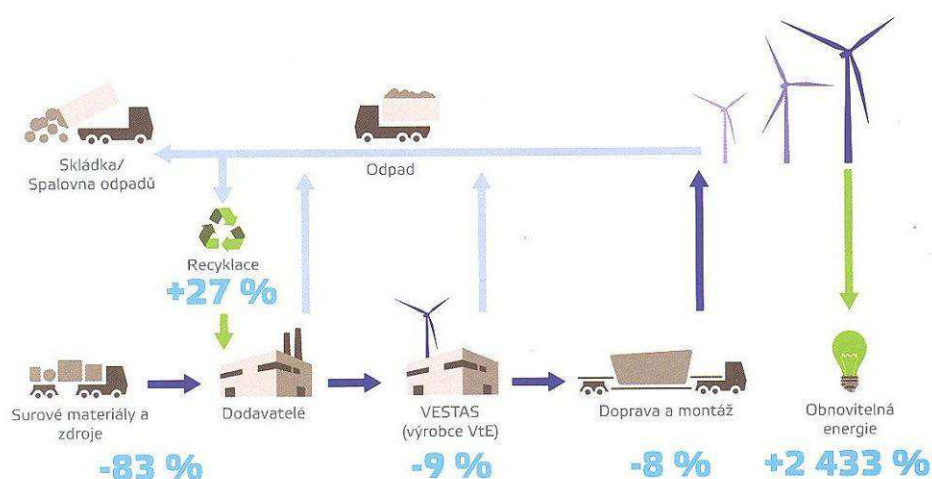 Skládka/
Spalovna odpadů
Odpad
Recyklace
+27 %
Surové materiály a
zdroje
-83 %
Dodavatelé
VESTAS
(výrobce VtE)
-9 %
Doprava a montáž
-8 %
Obnovitelná
energie
+2 433 %